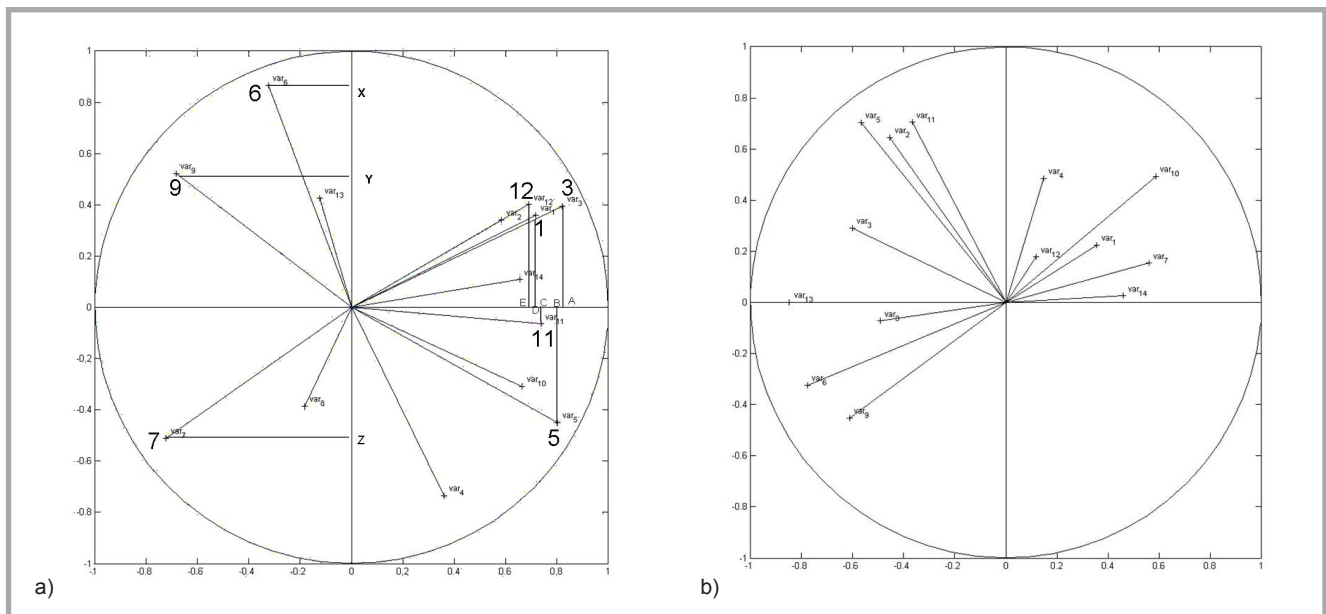 1
0.8
0.6
0.4
0.2
0
-0.2
-0.4
-0.6
-0.8
-1
-1
-0.8
-0.6
-0.4
-0.2
0
0.2
0.4
0.6
0.8
1
var6
6
X
var9
9
Y
var13
12
var12
3
var3
var2
var1
1
var14
E
D
C
B
A
var11
11
var10
var8
var7
7
Z
var5
5
var4
a)
1
0.8
0.6
0.4
0.2
0
-0.2
-0.4
-0.6
-0.8
-1
-1
-0.8
-0.6
-0.4
-0.2
0
0.2
0.4
0.6
0.8
1
var5
var11
var2
var4
var10
var3
var1
var12
var7
var14
var13
var3
var6
var9
b)